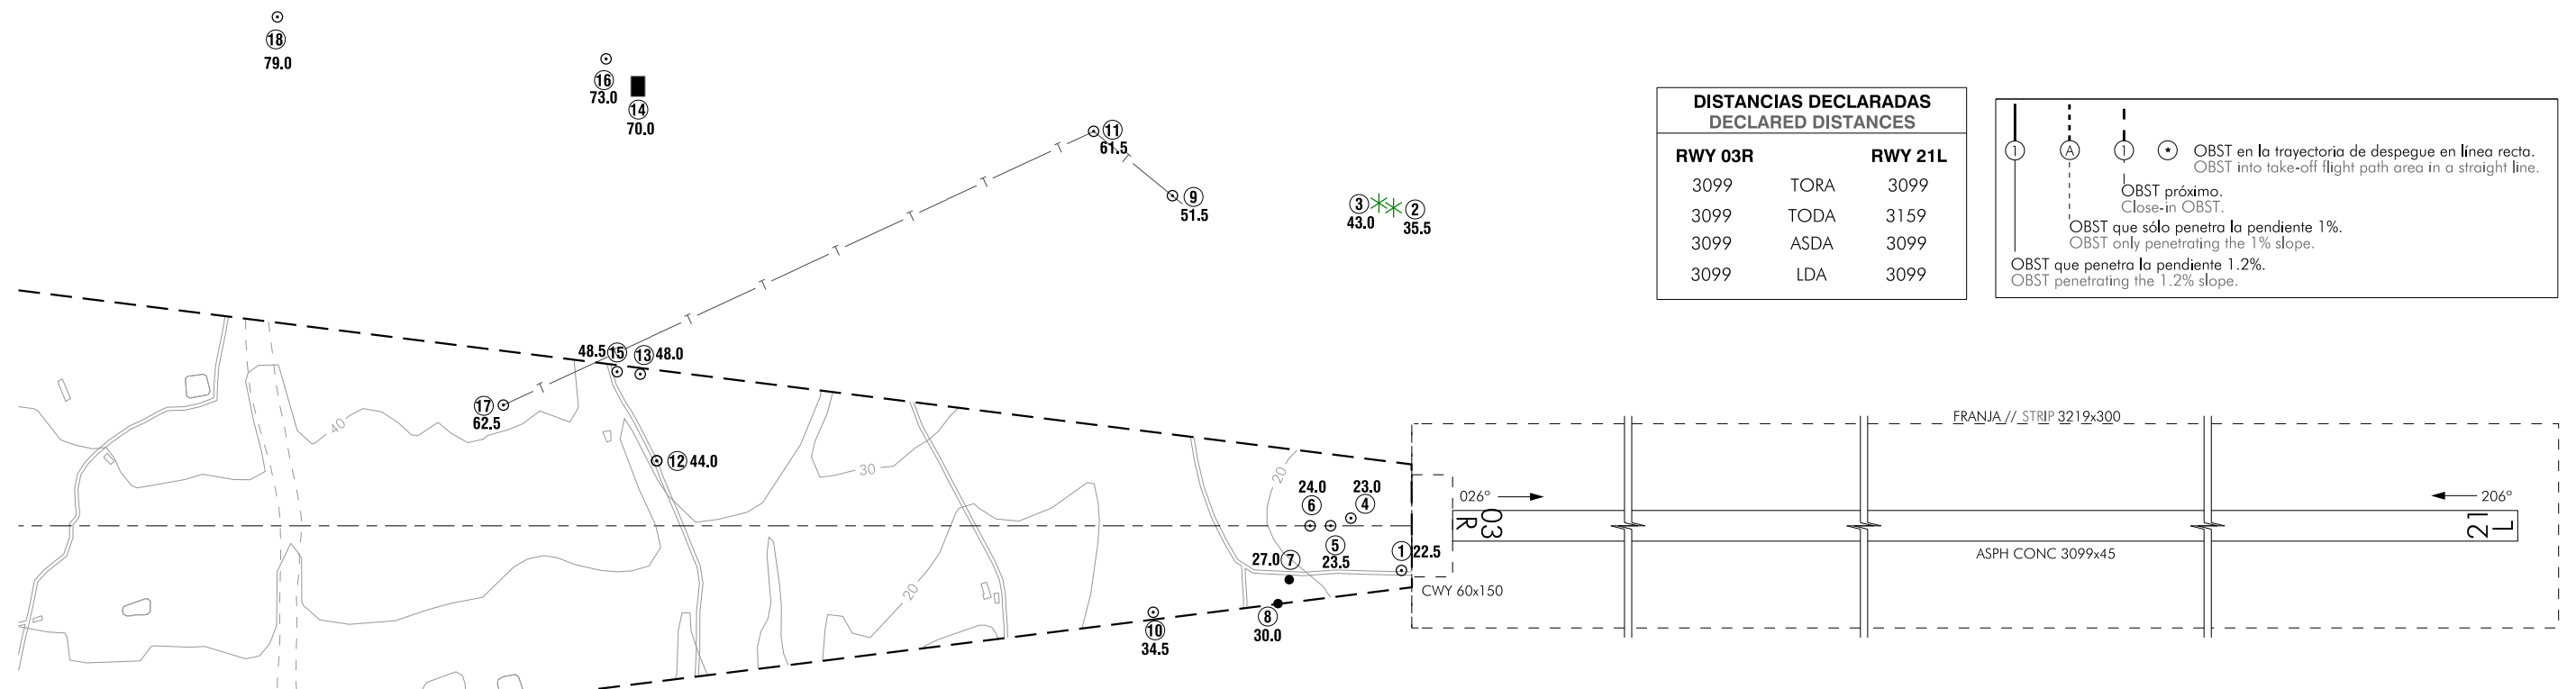 18
79.0
16
73.0
14
70.0
T
T
T
T
T
T
T
T
11
61.5
9
51.5
3
43.0
2
35.5
DISTANCIAS DECLARADAS
DECLARED DISTANCES
RWY 03R RWY 21L
3099 TORA 3099
3099 TODA 3159
3099 ASDA 3099
3099 LDA 3099
1 A 1 * OBST en la trayectoria de despegue en línea recta.
OBST into take-off flight path area in a straight line.
OBST próximo.
Close-in OBST.
OBST que sólo penetra la pendiente 1%.
OBST only penetrating the 1% slope.
OBST que penetra la pendiente 1.2%.
OBST penetrating the 1.2% slope.
48.5 15 13 48.0
17
62.5
40
12 44.0
30
20
20
24.0
6
23.0
4
5
23.5
27.0 7
1 22.5
8
30.0
10
34.5
CWY 60x150
FRANJA // STRIP 3219x300
026º
03
R
206º
21
L
ASPH CONC 3099x45